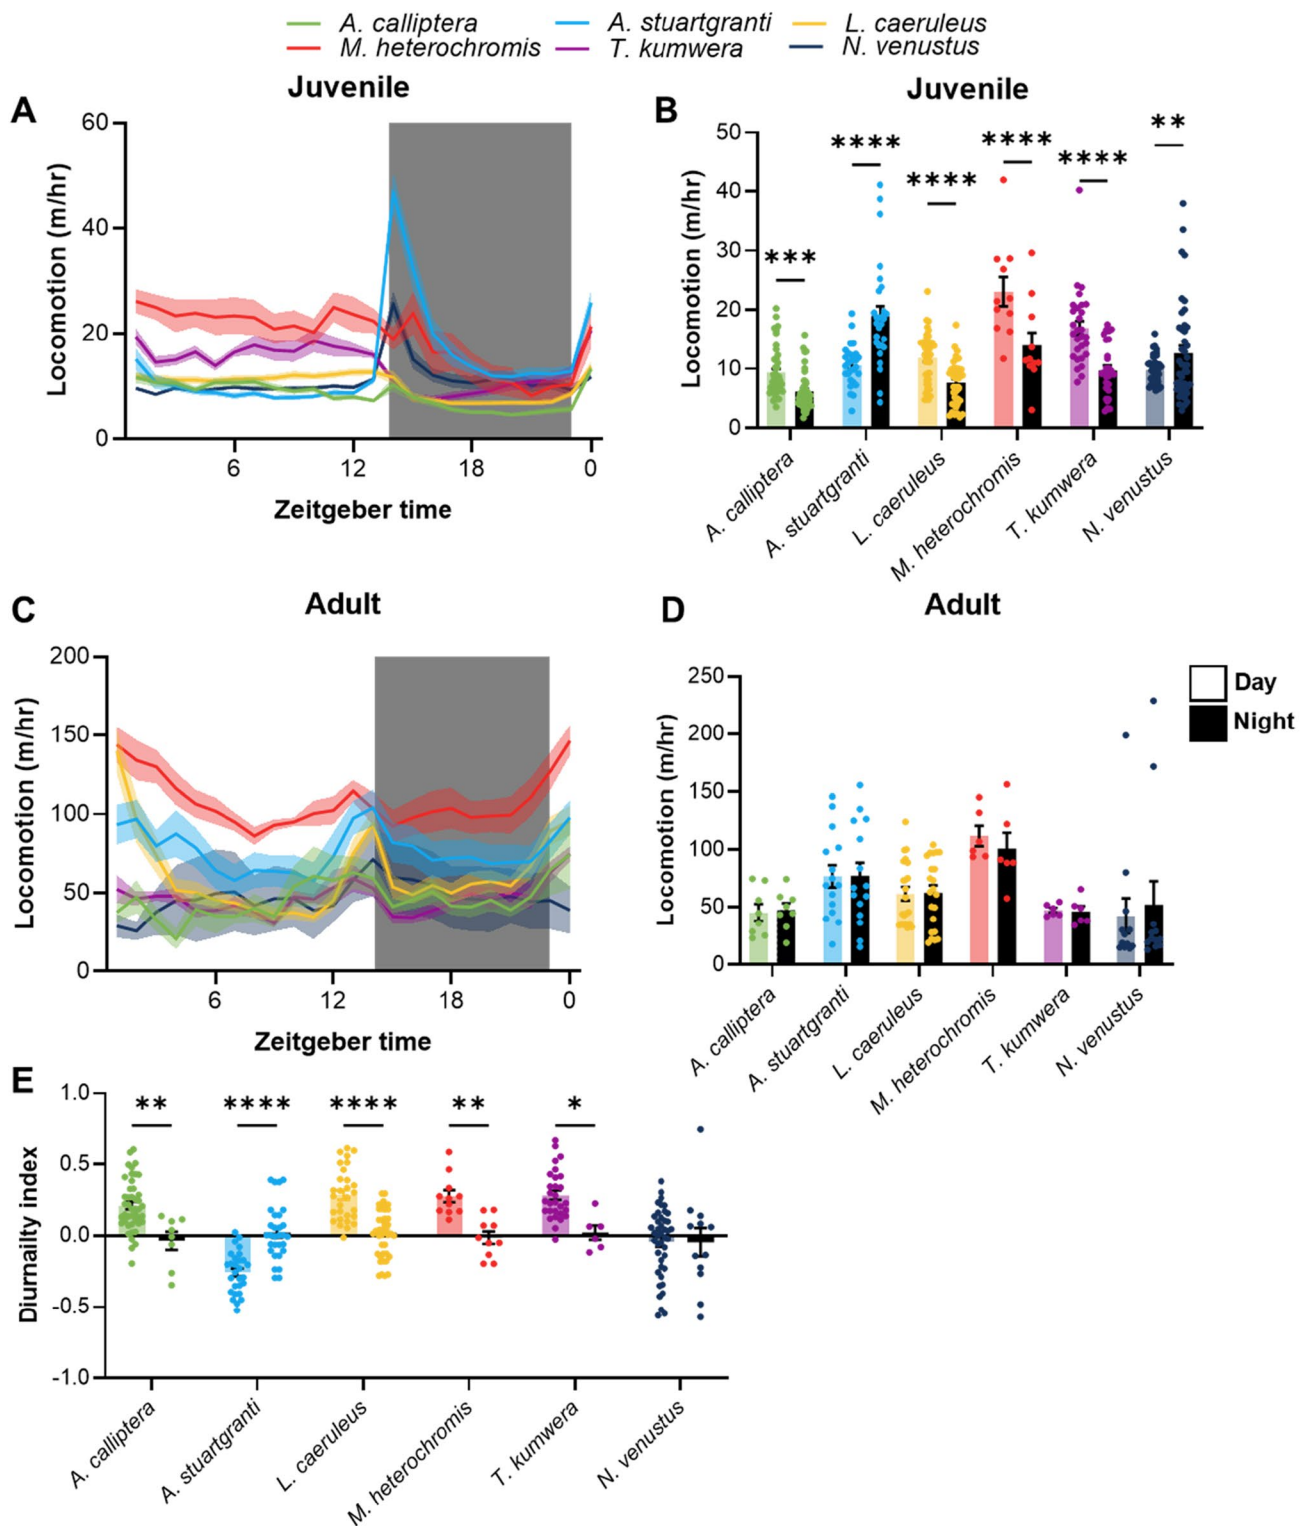 A. calliptera A. stuartgranti L. caeruleus
M. heterochromis T. kumwera N. venustus
Juvenile
A
60
40
20
0
Locomotion (m/hr)
6 12 18 0
Zeitgeber time
Juvenile
B
50
40
30
20
10
0
Locomotion (m/hr)
*** **** **** **** **** **
A. calliptera
A. stuartgranti
L. caeruleus
M. heterochromis
T. kumwera
N. venustus
Adult
C
200
150
100
50
0
Locomotion (m/hr)
6 12 18 0
Zeitgeber time
Adult
D
250
200
150
100
50
0
Locomotion (m/hr)
Day
Night
A. calliptera
A. stuartgranti
L. caeruleus
M. heterochromis
T. kumwera
N. venustus
E
1.0
0.5
0.0
-0.5
-1.0
Diurnailty index
** **** **** ** *
A. calliptera
A. stuartgranti
L. caeruleus
M. heterochromis
T. kumwera
N. venustus